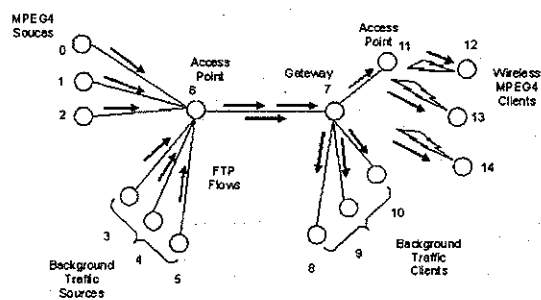 MPEG4
Souces
0
1
2
Access
Point
6
Gateway
7
Access
Point
11
12
Wireless
MPEG4
Clients
13
14
FTP
Flows
3
4
5
Background
Traffic
Sources
10
9
8
Background
Traffic
Clients